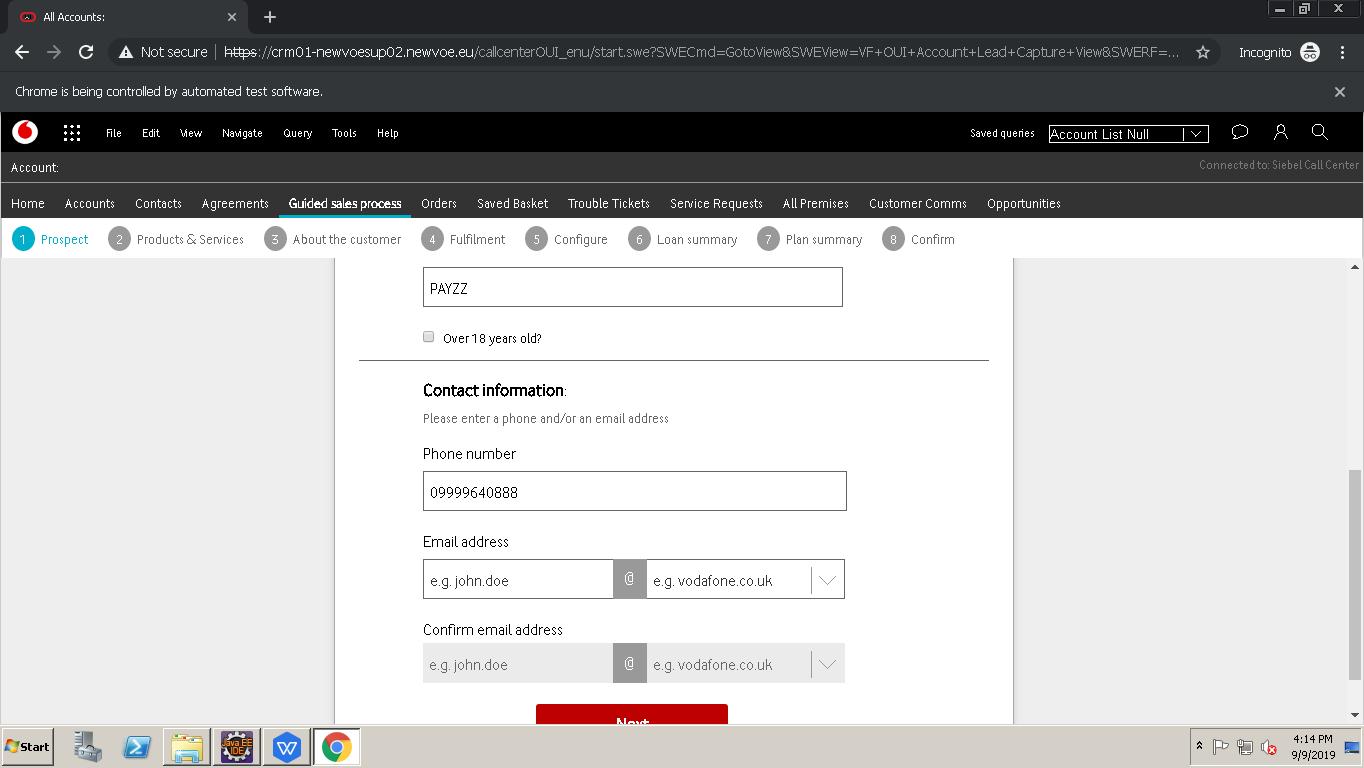 All Accounts:
Not secure https://crm01-newvoesup02.newvoe.eu/callcenterOUI_enu/start.swe?SWECmd=GotoView&SWEView=VF+OUI+Account+Lead+Capture+View&SWERF=... Incognito
Chrome is being controlled by automated test software.
File Edit View Navigate Query Tools Help Saved queries Account List Null
Account: Connected to: Siebel Call Center
Home Accounts Contacts Agreements Guided sales process Orders Saved Basket Trouble Tickets Service Requests All Premises Customer Comms Opportunities
1 Prospect 2 Products & Services 3 About the customer 4 Fulfilment 5 Configure 6 Loan summary 7 Plan summary 8 Confirm
PAYZZ
Over 18 years old?
Contact information:
Please enter a phone and/or an email address
Phone number
09999640888
Email address
e.g. john.doe @ e.g. vodafone.co.uk
Confirm email address
e.g. john.doe @ e.g. vodafone.co.uk
Next
Start Java EE IDE W 4:14 PM
9/9/2019